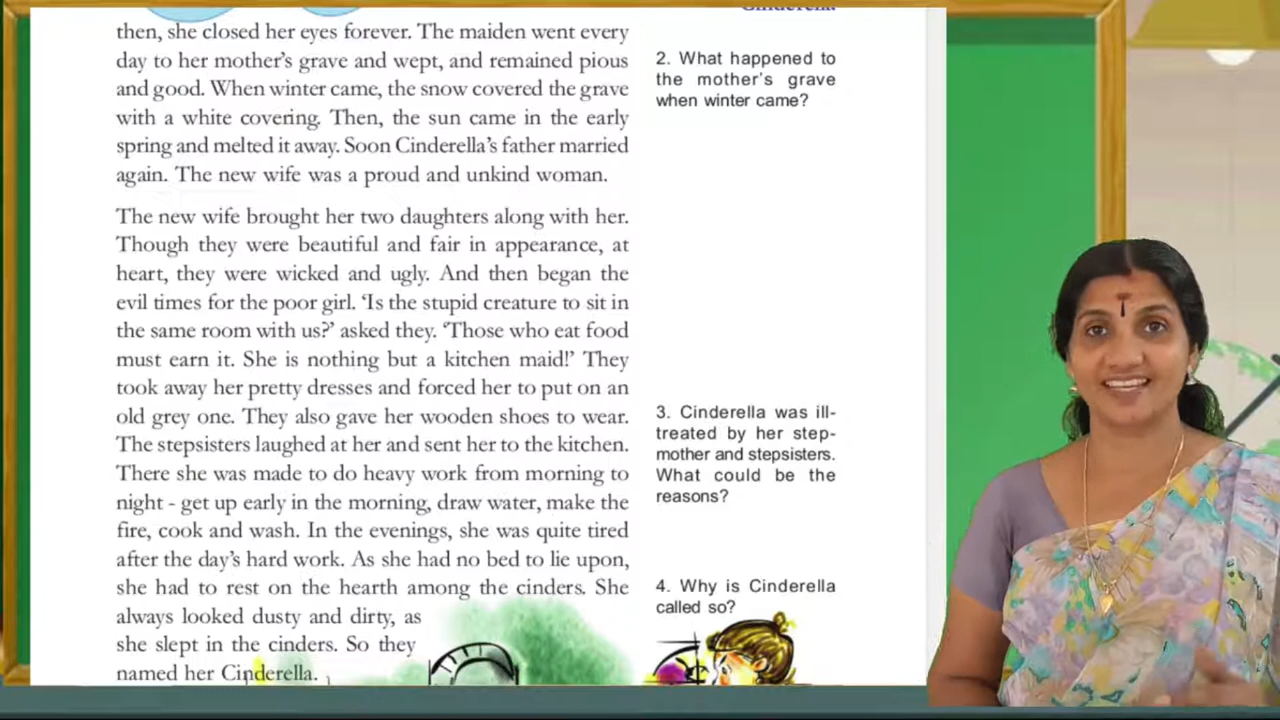 Cinderella
then, she closed her eyes forever. The maiden went every
day to her mother's grave and wept, and remained pious
and good. When winter came, the snow covered the grave
with a white covering. Then, the sun came in the early
spring and melted it away. Soon Cinderella's father married
again. The new wife was a proud and unkind woman.
2. What happened to
the mother's grave
when winter came?
The new wife brought her two daughters along with her.
Though they were beautiful and fair in appearance, at
heart, they were wicked and ugly. And then began the
evil times for the poor girl. 'Is the stupid creature to sit in
the same room with us?' asked they. 'Those who eat food
must earn it. She is nothing but a kitchen maid!' They
took away her pretty dresses and forced her to put on an
old grey one. They also gave her wooden shoes to wear.
The stepsisters laughed at her and sent her to the kitchen.
There she was made to do heavy work from morning to
night - get up early in the morning, draw water, make the
fire, cook and wash. In the evenings, she was quite tired
after the day's hard work. As she had no bed to lie upon,
she had to rest on the hearth among the cinders. She
always looked dusty and dirty, as
she slept in the cinders. So they
named her Cinderella.
3. Cinderella was ill-
treated by her step-
mother and stepsisters.
What could be the
reasons?
4. Why is Cinderella
called so?